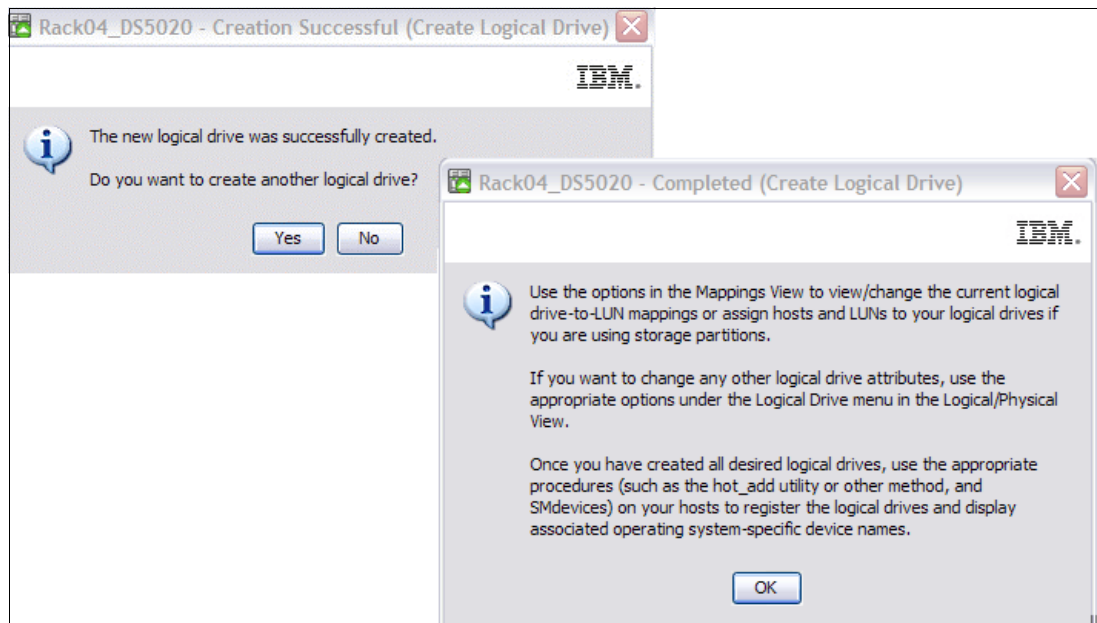 Rack04_DS5020 - Creation Successful (Create Logical Drive)
IBM.
The new logical drive was successfully created.
Do you want to create another logical drive?
Yes
No
Rack04_DS5020 - Completed (Create Logical Drive)
IBM.
Use the options in the Mappings View to view/change the current logical
drive-to-LUN mappings or assign hosts and LUNs to your logical drives if
you are using storage partitions.
If you want to change any other logical drive attributes, use the
appropriate options under the Logical Drive menu in the Logical/Physical
View.
Once you have created all desired logical drives, use the appropriate
procedures (such as the hot_add utility or other method, and
SMdevices) on your hosts to register the logical drives and display
associated operating system-specific device names.
OK